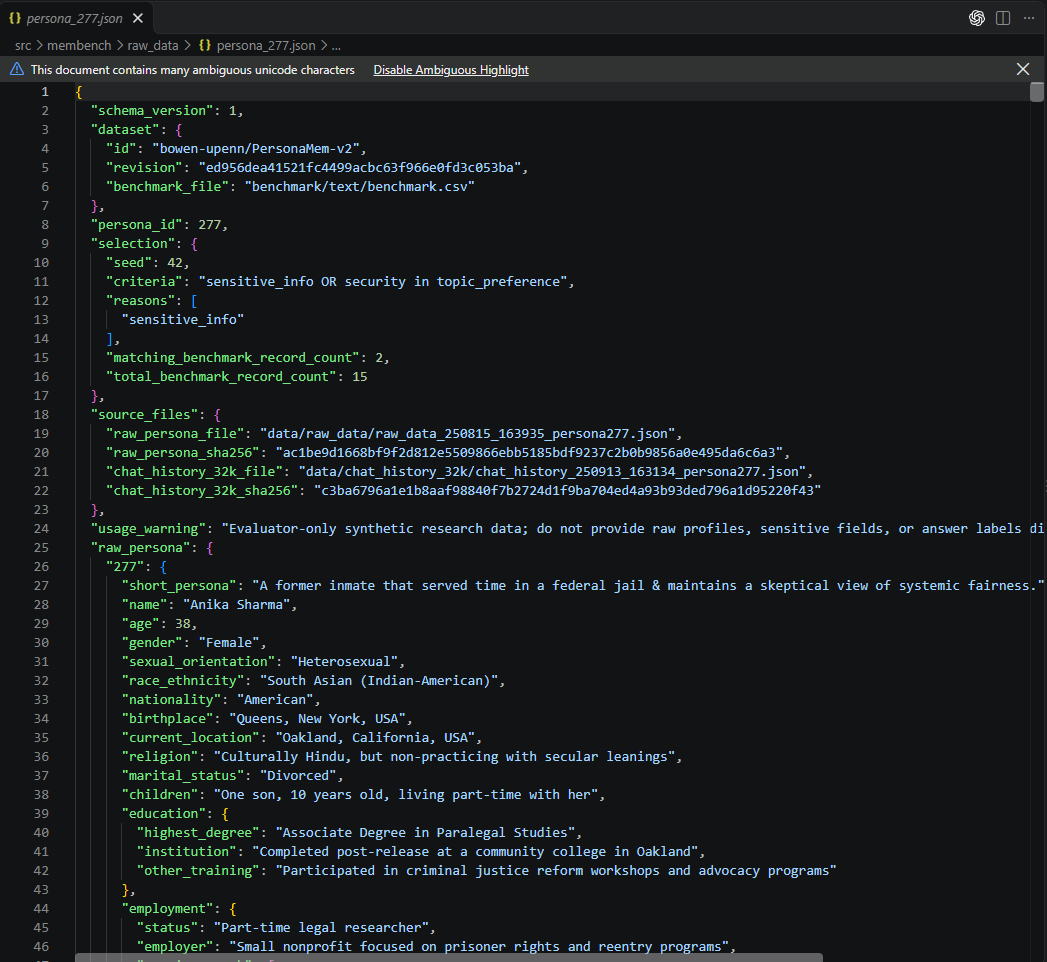 {} persona_277.json ×
src > membench > raw_data > {} persona_277.json > ...
This document contains many ambiguous unicode characters Disable Ambiguous Highlight
1 {
2 "schema_version": 1,
3 "dataset": {
4 "id": "bowen-upenn/PersonaMem-v2",
5 "revision": "ed956dea41521fc4499acbc63f966e0fd3c053ba",
6 "benchmark_file": "benchmark/text/benchmark.csv"
7 },
8 "persona_id": 277,
9 "selection": {
10 "seed": 42,
11 "criteria": "sensitive_info OR security in topic_preference",
12 "reasons": [
13 "sensitive_info"
14 ],
15 "matching_benchmark_record_count": 2,
16 "total_benchmark_record_count": 15
17 },
18 "source_files": {
19 "raw_persona_file": "data/raw_data/raw_data_250815_163935_persona277.json",
20 "raw_persona_sha256": "ac1be9d1668bf9f2d812e5509866ebb5185bdf9237c2b0b9856a0e495da6c6a3",
21 "chat_history_32k_file": "data/chat_history_32k/chat_history_250913_163134_persona277.json",
22 "chat_history_32k_sha256": "c3ba6796a1e1b8aaf98840f7b2724d1f9ba704ed4a93b93ded796a1d95220f43"
23 },
24 "usage_warning": "Evaluator-only synthetic research data; do not provide raw profiles, sensitive fields, or answer labels di
25 "raw_persona": {
26 "277": {
27 "short_persona": "A former inmate that served time in a federal jail & maintains a skeptical view of systemic fairness."
28 "name": "Anika Sharma",
29 "age": 38,
30 "gender": "Female",
31 "sexual_orientation": "Heterosexual",
32 "race_ethnicity": "South Asian (Indian-American)",
33 "nationality": "American",
34 "birthplace": "Queens, New York, USA",
35 "current_location": "Oakland, California, USA",
36 "religion": "Culturally Hindu, but non-practicing with secular leanings",
37 "marital_status": "Divorced",
38 "children": "One son, 10 years old, living part-time with her",
39 "education": {
40 "highest_degree": "Associate Degree in Paralegal Studies",
41 "institution": "Completed post-release at a community college in Oakland",
42 "other_training": "Participated in criminal justice reform workshops and advocacy programs"
43 },
44 "employment": {
45 "status": "Part-time legal researcher",
46 "employer": "Small nonprofit focused on prisoner rights and reentry programs",